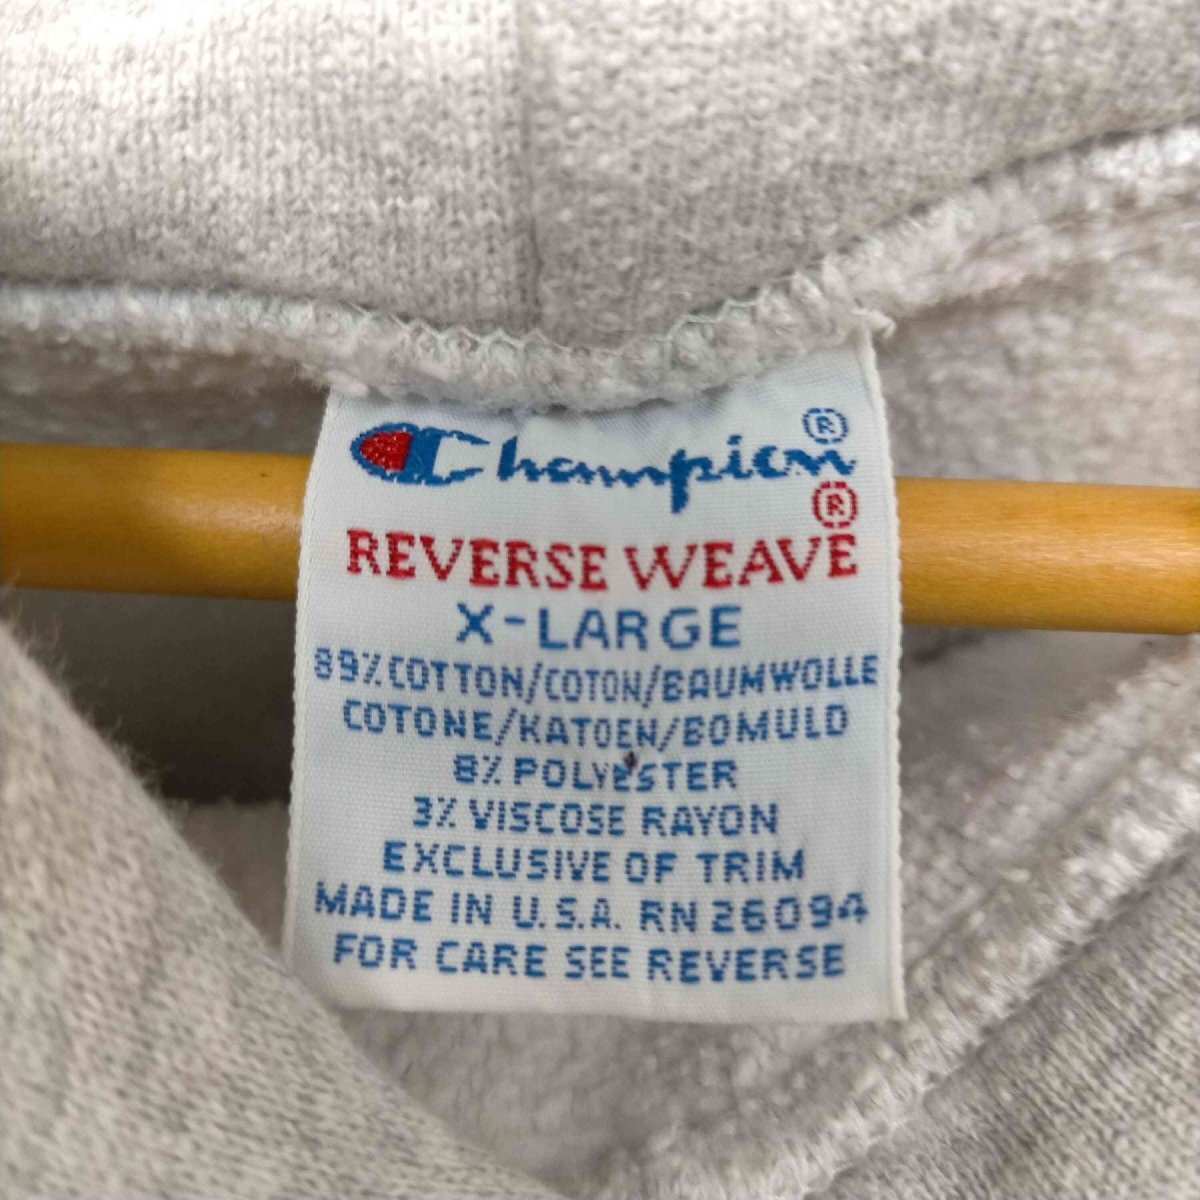 Champion®
REVERSE WEAVE®
X-LARGE
89% COTTON/COTON/BAUMWOLLE
COTONE/KATOEN/BOMULD
8% POLYESTER
3% VISCOSE RAYON
EXCLUSIVE OF TRIM
MADE IN U.S.A. RN 26094
FOR CARE SEE REVERSE